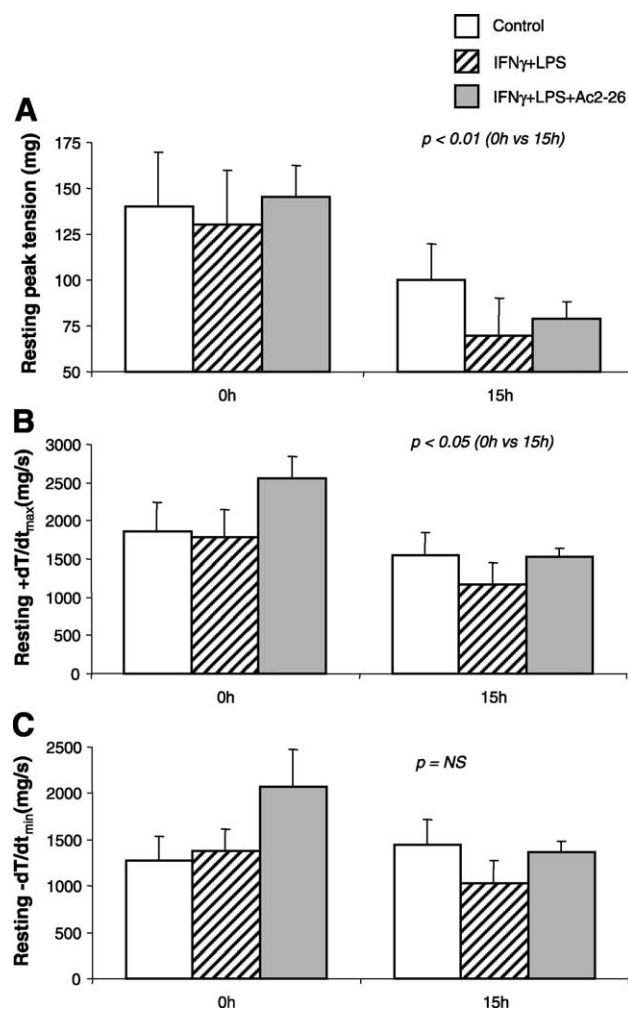 Control
IFNγ+LPS
IFNγ+LPS+Ac2-26
A
p < 0.01 (0h vs 15h)
Resting peak tension (mg)
175
150
125
100
75
50
0h
15h
B
p < 0.05 (0h vs 15h)
Resting +dT/dtmax(mg/s)
3000
2500
2000
1500
1000
500
0
0h
15h
C
p = NS
Resting -dT/dtmin(mg/s)
2500
2000
1500
1000
500
0
0h
15h